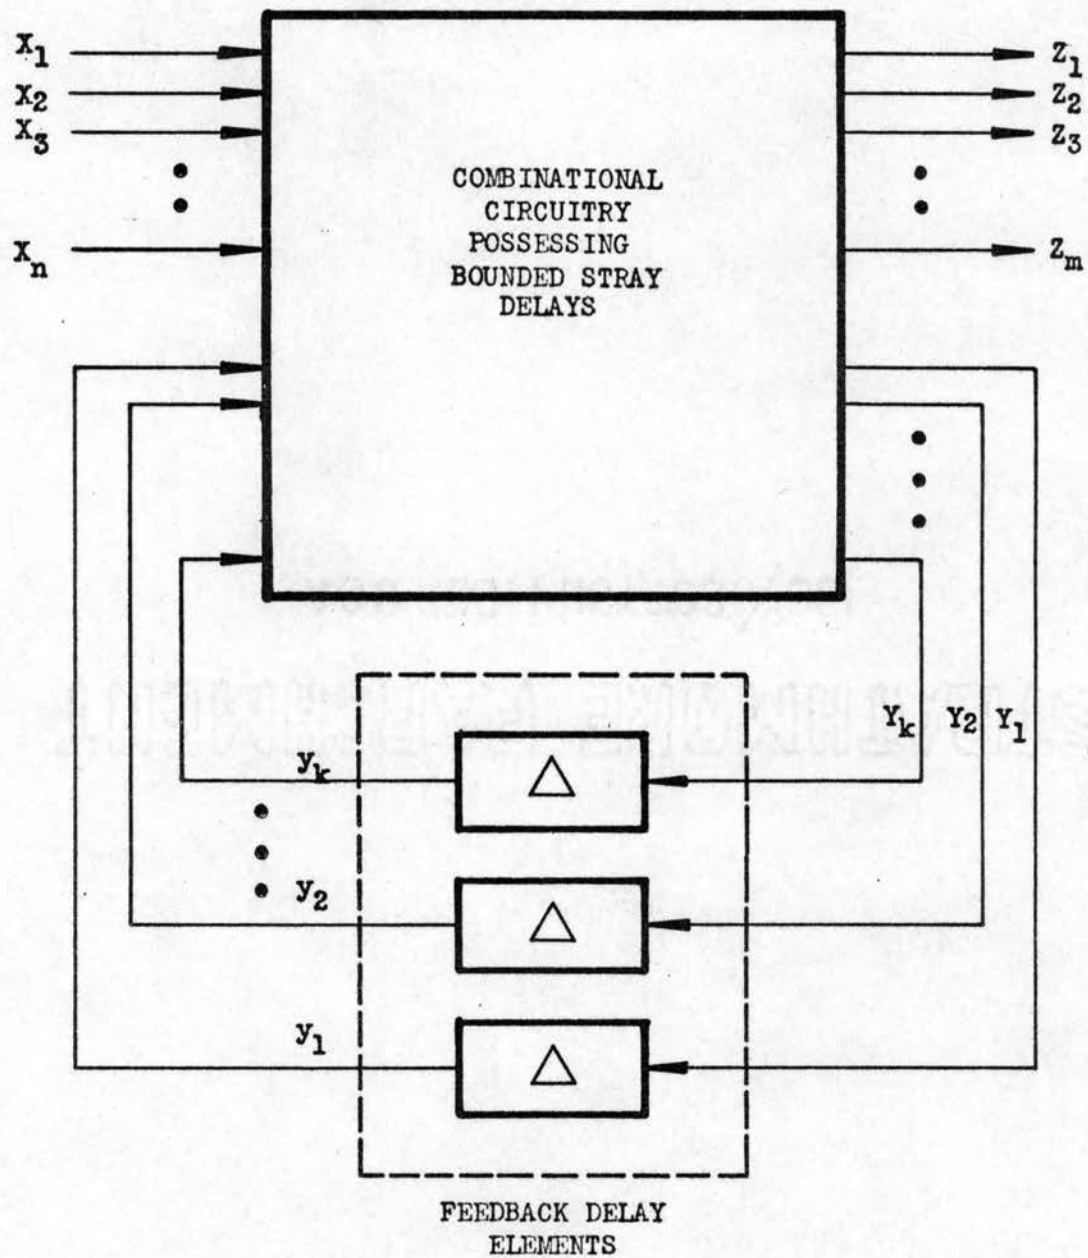 X1
X2
X3
Xn
Z1
Z2
Z3
Zm
COMBINATIONAL
CIRCUITRY
POSSESSING
BOUNDED STRAY
DELAYS
Yk Y2 Y1
yk
△
y2
△
y1
△
FEEDBACK DELAY
ELEMENTS